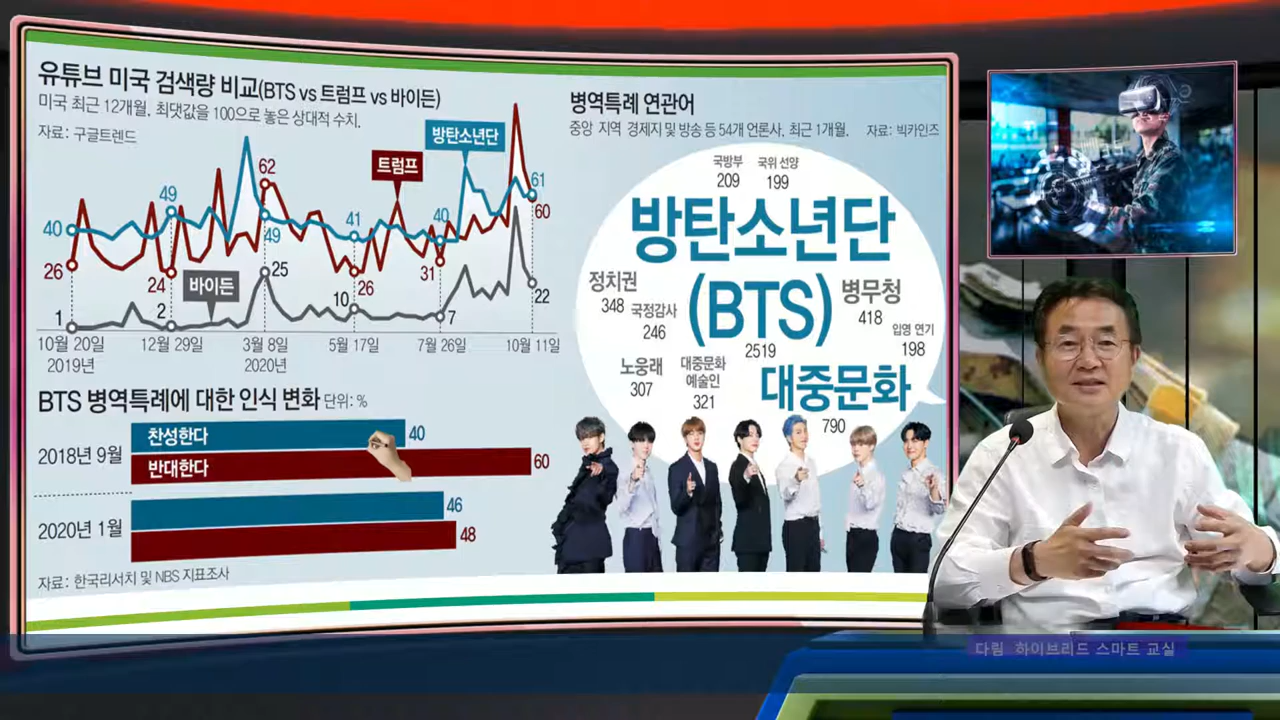 유튜브 미국 검색량 비교(BTS vs 트럼프 vs 바이든)
미국 최근 12개월. 최댓값을 100으로 놓은 상대적 수치.
자료: 구글트렌드
방탄소년단
트럼프
바이든
40
26
1
49
24
2
62
49
25
41
26
10
40
31
7
61
60
22
10월 20일
2019년
12월 29일
3월 8일
2020년
5월 17일
7월 26일
10월 11일
BTS 병역특례에 대한 인식 변화 단위: %
2018년 9월
찬성한다
40
반대한다
60
2020년 1월
46
48
자료: 한국리서치 및 NBS 지표조사
병역특례 연관어
중앙 지역 경제지 및 방송 등 54개 언론사. 최근 1개월. 자료: 빅카인즈
국방부
209
국위 선양
199
방탄소년단
(BTS)
2519
정치권
348
국정감사
246
병무청
418
입영 연기
198
노웅래
307
대중문화
예술인
321
대중문화
790
다림 하이브리드 스마트 교실